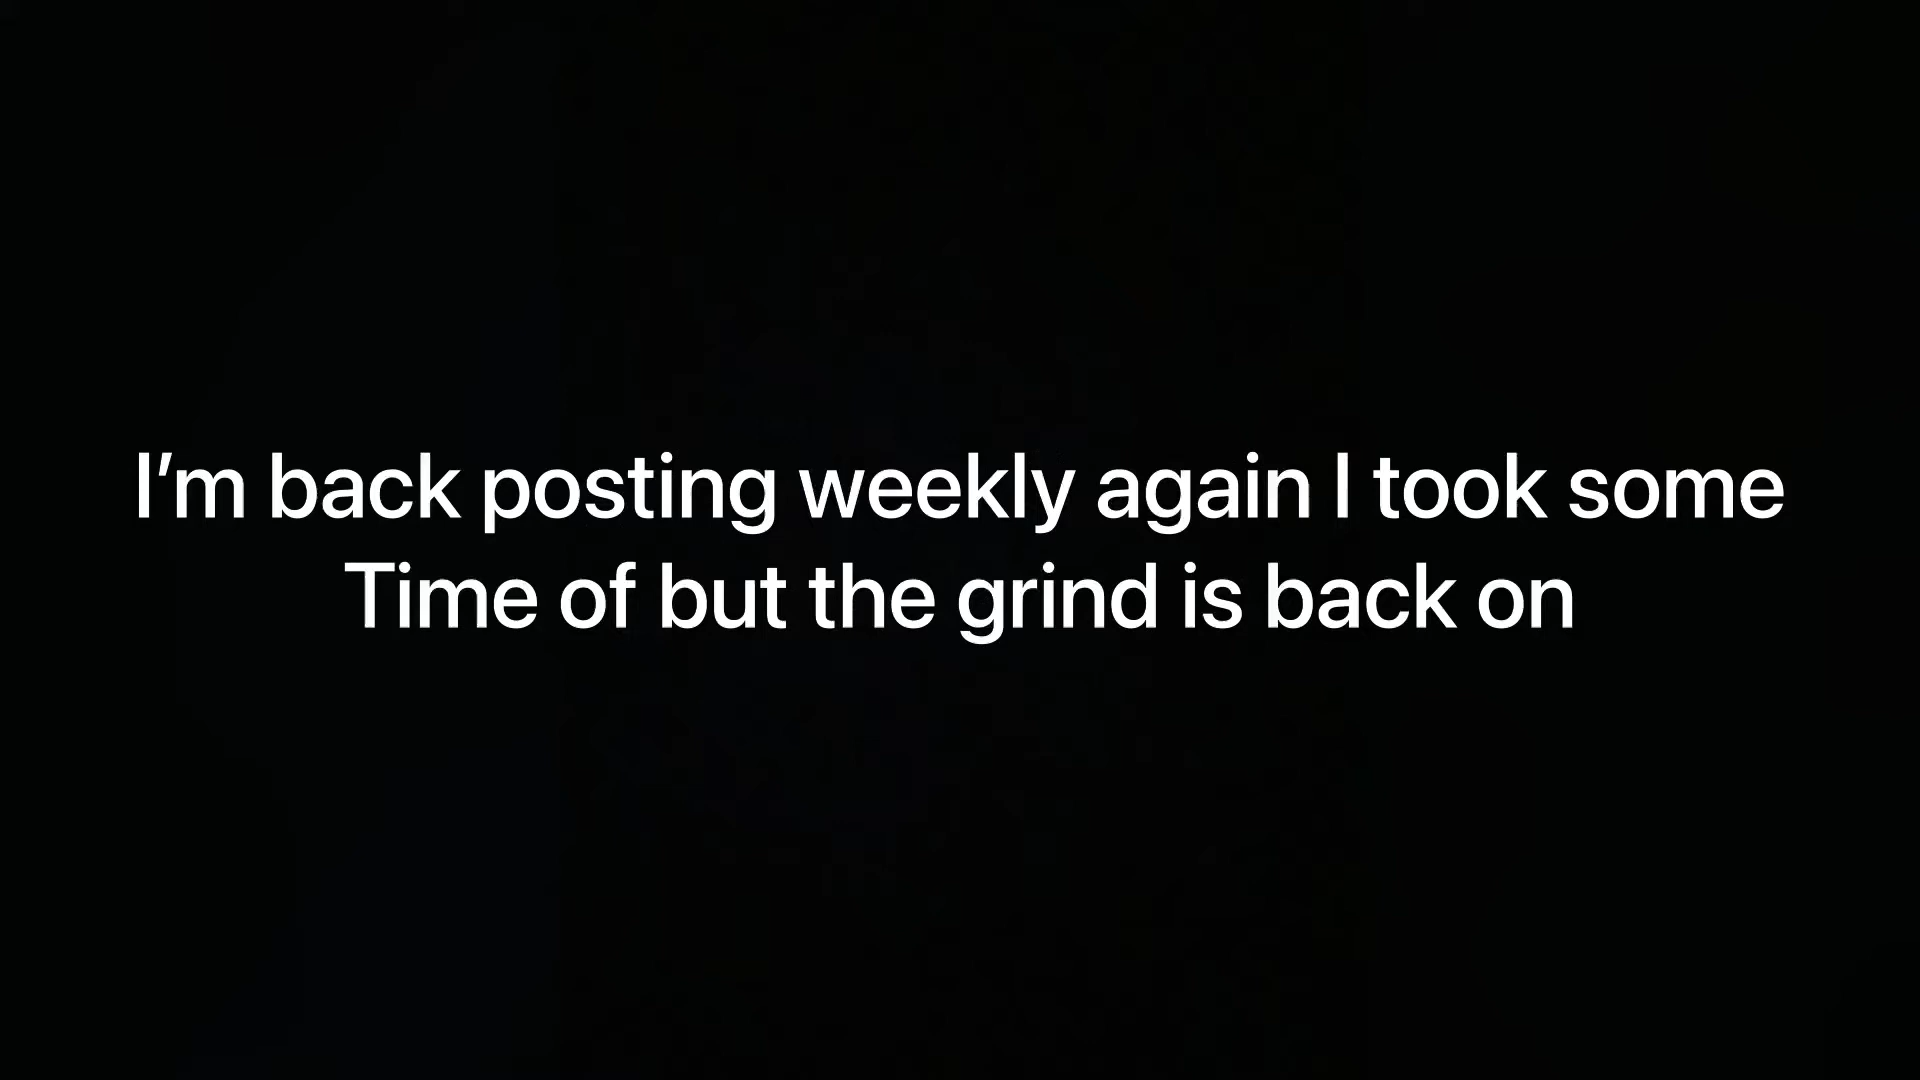 I’m back posting weekly again I took some
Time of but the grind is back on